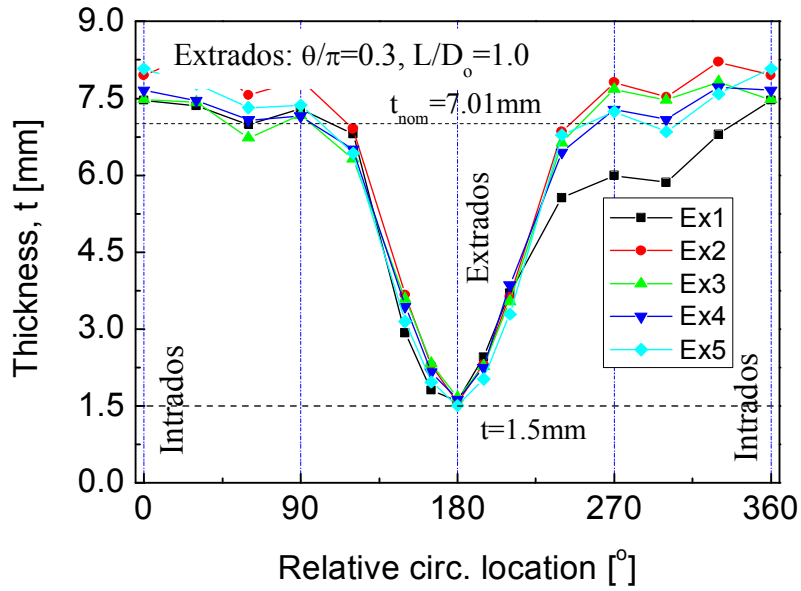 9.0
7.5
6.0
4.5
3.0
1.5
0.0
Thickness, t [mm]
Extrados: θ/π=0.3, L/Dₒ=1.0
t_nom=7.01mm
Extrados
Ex1
Ex2
Ex3
Ex4
Ex5
Intrados
t=1.5mm
Intrados
0
90
180
270
360
Relative circ. location [°]